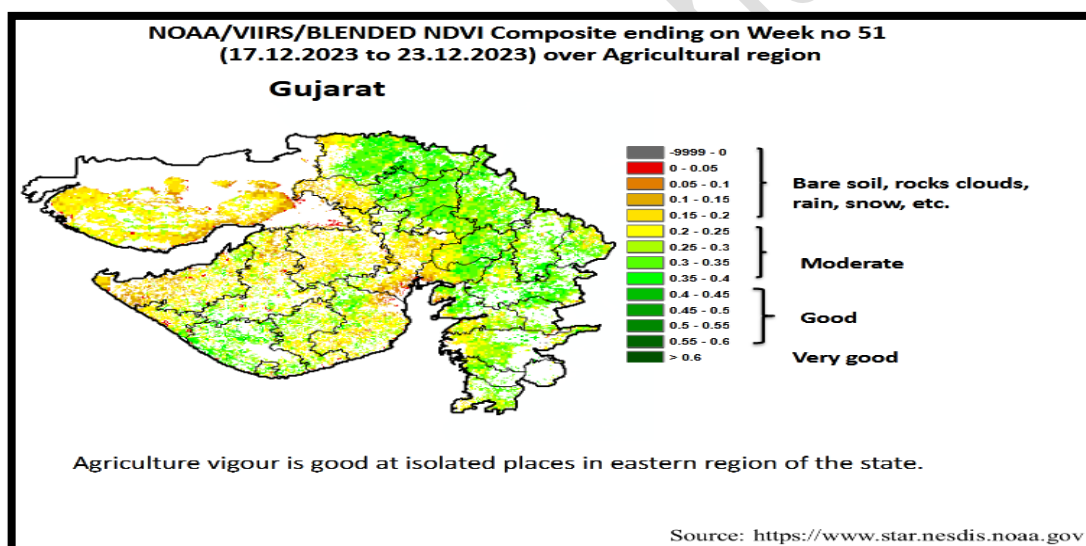 NOAA/VIIRS/BLENDED NDVI Composite ending on Week no 51
(17.12.2023 to 23.12.2023) over Agricultural region
Gujarat
-9999 - 0
0 - 0.05
0.05 - 0.1
0.1 - 0.15
0.15 - 0.2
0.2 - 0.25
0.25 - 0.3
0.3 - 0.35
0.35 - 0.4
0.4 - 0.45
0.45 - 0.5
0.5 - 0.55
0.55 - 0.6
> 0.6
Bare soil, rocks clouds,
rain, snow, etc.
Moderate
Good
Very good
Agriculture vigour is good at isolated places in eastern region of the state.
Source: https://www.star.nesdis.noaa.gov